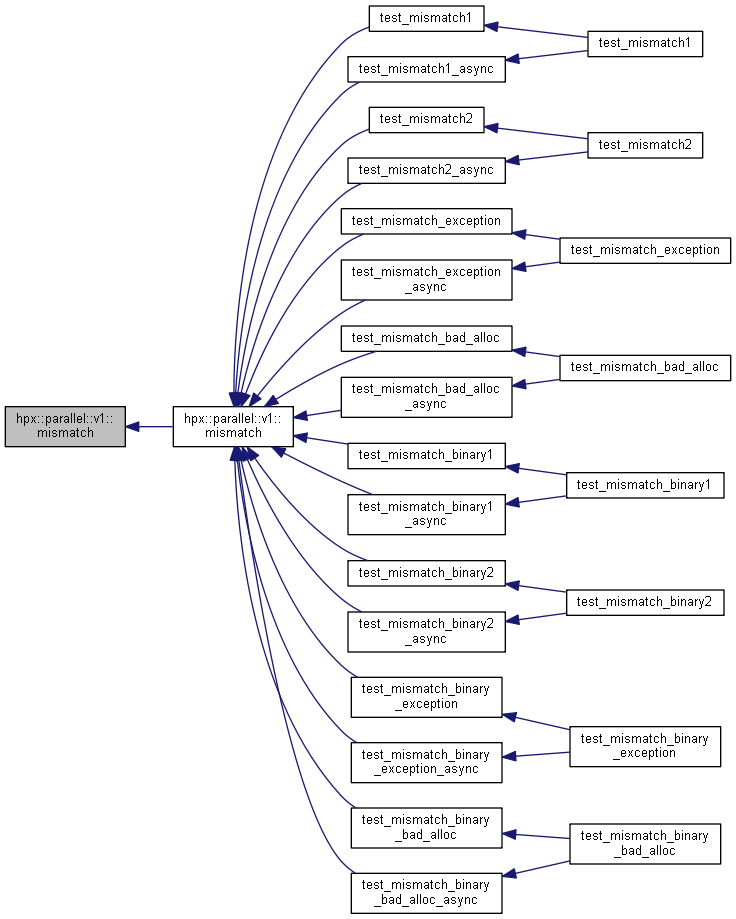 test_mismatch1
test_mismatch1
test_mismatch1_async
test_mismatch2
test_mismatch2
test_mismatch2_async
test_mismatch_exception
test_mismatch_exception
test_mismatch_exception
_async
test_mismatch_bad_alloc
test_mismatch_bad_alloc
test_mismatch_bad_alloc
_async
hpx::parallel::v1::
mismatch
hpx::parallel::v1::
mismatch
test_mismatch_binary1
test_mismatch_binary1
test_mismatch_binary1
_async
test_mismatch_binary2
test_mismatch_binary2
test_mismatch_binary2
_async
test_mismatch_binary
_exception
test_mismatch_binary
_exception
test_mismatch_binary
_exception_async
test_mismatch_binary
_bad_alloc
test_mismatch_binary
_bad_alloc
test_mismatch_binary
_bad_alloc_async